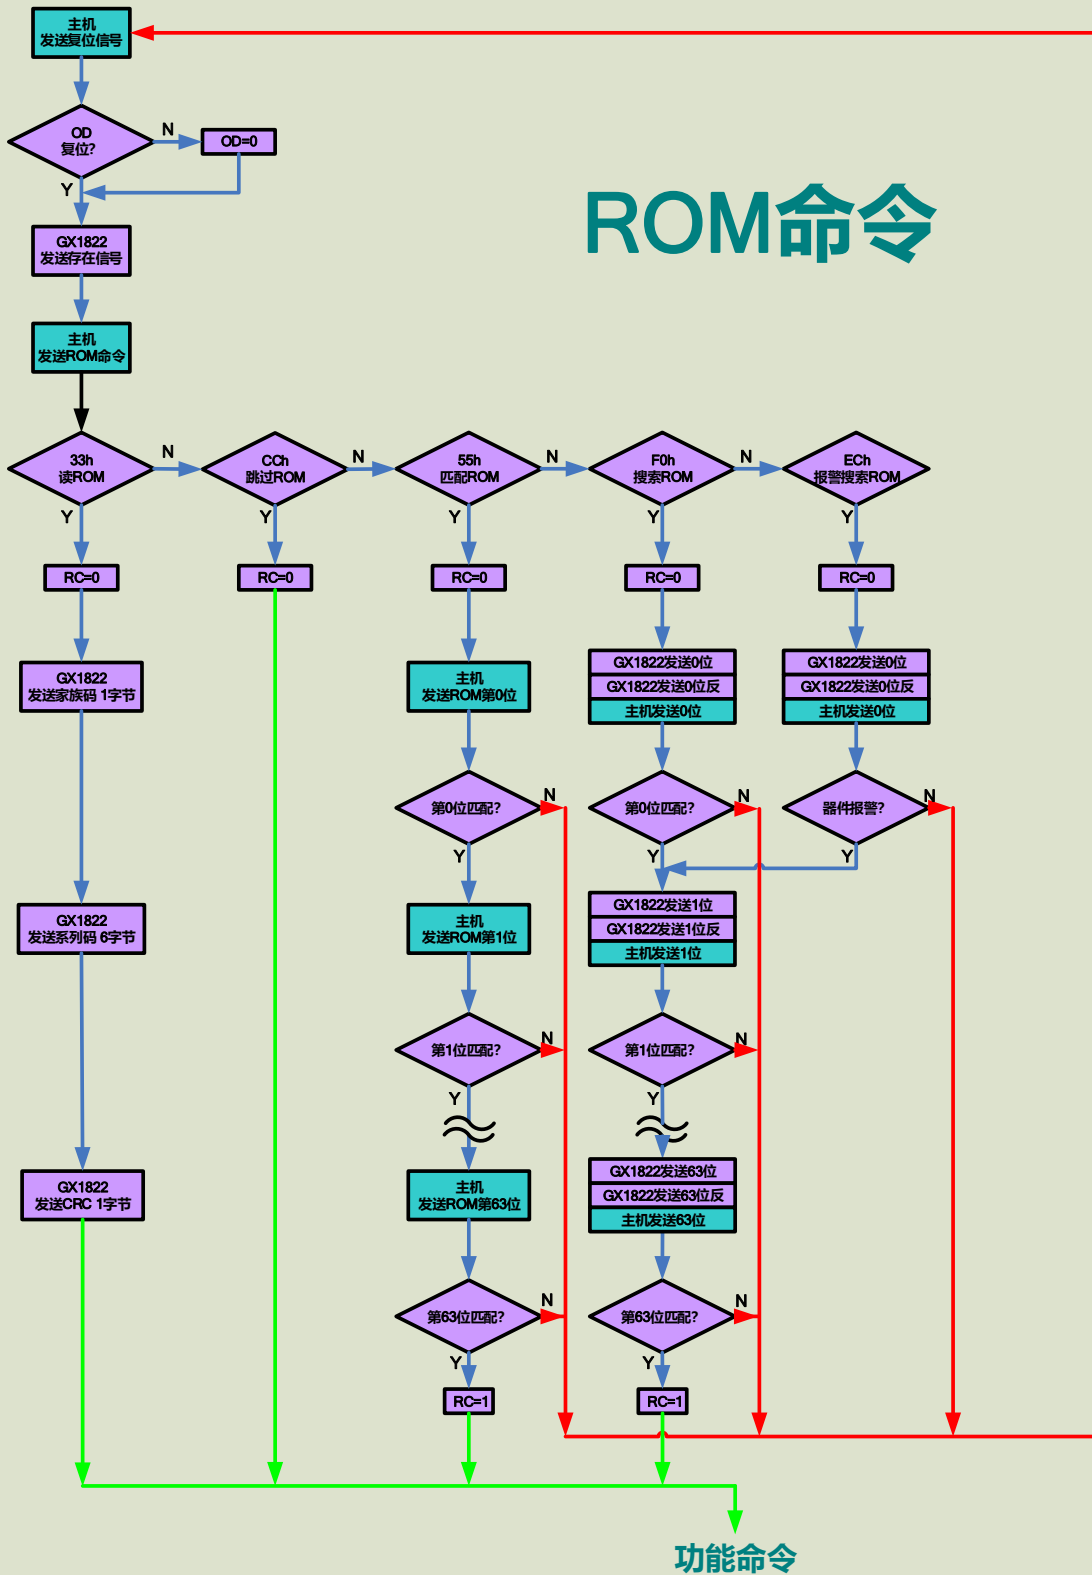 主机
发送复位信号
OD
复位?
N
OD=0
Y
ROM命令
GX1822
发送存在信号
主机
发送ROM命令
33h
读ROM
N
CCh
跳过ROM
N
55h
匹配ROM
N
F0h
搜索ROM
N
ECh
报警搜索ROM
Y
Y
Y
Y
Y
RC=0
RC=0
RC=0
RC=0
RC=0
GX1822
发送家族码 1字节
主机
发送ROM第0位
GX1822发送0位
GX1822发送0位反
主机发送0位
GX1822发送0位
GX1822发送0位反
主机发送0位
第0位匹配?
N
第0位匹配?
N
器件报警?
N
Y
Y
Y
GX1822
发送系列码 6字节
主机
发送ROM第1位
GX1822发送1位
GX1822发送1位反
主机发送1位
第1位匹配?
N
第1位匹配?
N
Y
Y
GX1822
发送CRC 1字节
主机
发送ROM第63位
GX1822发送63位
GX1822发送63位反
主机发送63位
第63位匹配?
N
第63位匹配?
N
Y
Y
RC=1
RC=1
功能命令